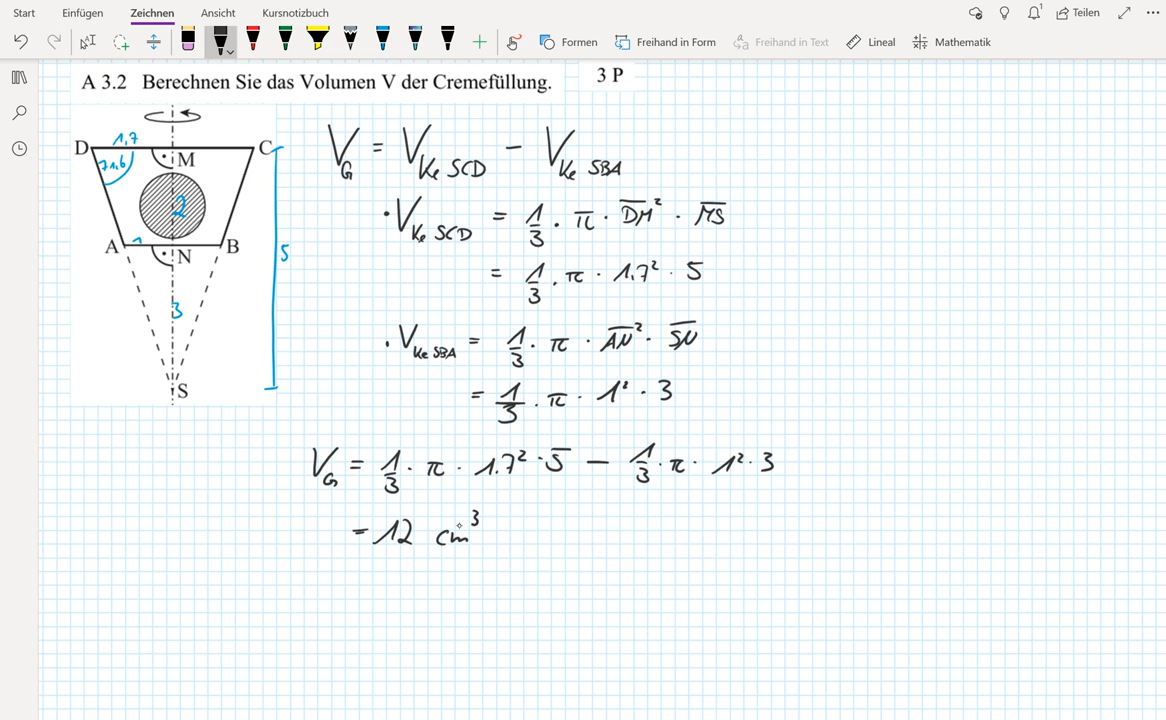 Start Einfügen Zeichnen Ansicht Kursnotizbuch Teilen
Formen Freihand in Form Freihand in Text Lineal Mathematik
A 3.2 Berechnen Sie das Volumen V der Cremefüllung. 3 P
1,7
D M C
71,6
2
A 1 N B
5
3
S
V_G = V_Ke SCD - V_Ke SBA
· V_Ke SCD = 1/3 · π · DM² · MS
= 1/3 · π · 1,7² · 5
· V_Ke SBA = 1/3 · π · AN² · SN
= 1/3 · π · 1² · 3
V_G = 1/3 · π · 1.7² · 5 - 1/3 · π · 1² · 3
= 12 cm³